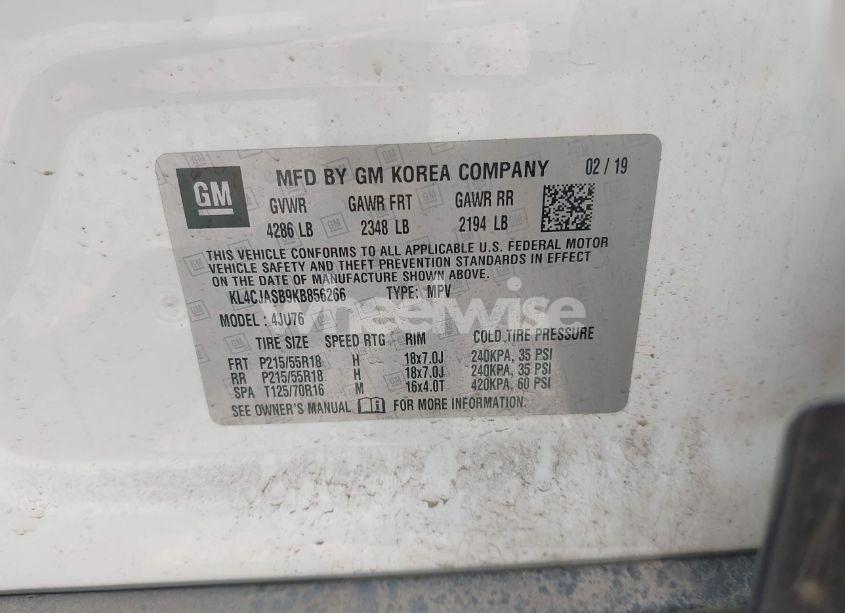 GM
MFD BY GM KOREA COMPANY 02 / 19
GVWR GAWR FRT GAWR RR
4286 LB 2348 LB 2194 LB
THIS VEHICLE CONFORMS TO ALL APPLICABLE U.S. FEDERAL MOTOR
VEHICLE SAFETY AND THEFT PREVENTION STANDARDS IN EFFECT
ON THE DATE OF MANUFACTURE SHOWN ABOVE.
KL4CJASB9KB856266 TYPE: MPV
MODEL: 4JU76
wheelwise
TIRE SIZE SPEED RTG RIM COLD TIRE PRESSURE
FRT P215/55R18 H 18x7.0J 240KPA, 35 PSI
RR P215/55R18 H 18x7.0J 240KPA, 35 PSI
SPA T125/70R16 M 16x4.0T 420KPA, 60 PSI
SEE OWNER'S MANUAL FOR MORE INFORMATION.